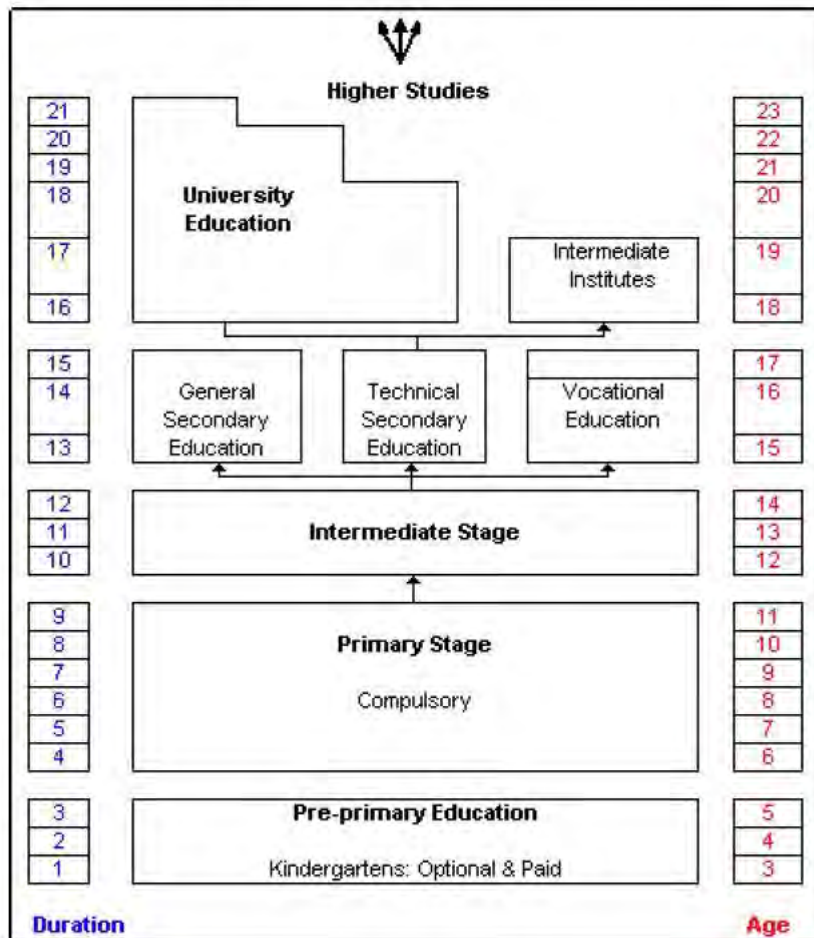 Higher Studies
21 23
20 22
19 21
18 University 20
Education
17 Intermediate 19
Institutes
16 18
15 17
14 General Technical Vocational 16
Secondary Secondary Education
13 Education Education 15
12 14
11 Intermediate Stage 13
10 12
9 11
8 Primary Stage 10
7 9
6 Compulsory 8
5 7
4 6
3 Pre-primary Education 5
2 4
1 Kindergartens: Optional & Paid 3
Duration Age